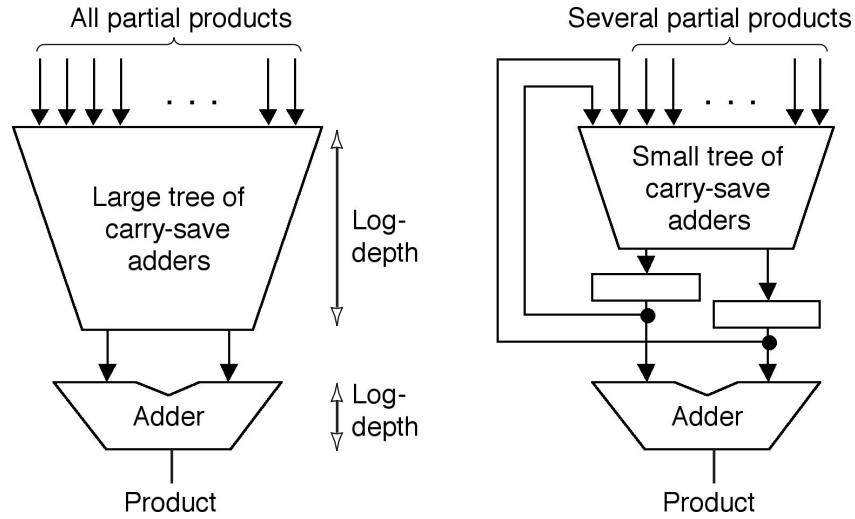 All partial products
. . .
Large tree of
carry-save
adders
Log-
depth
Adder
Log-
depth
Product
Several partial products
. . .
Small tree of
carry-save
adders
Adder
Product